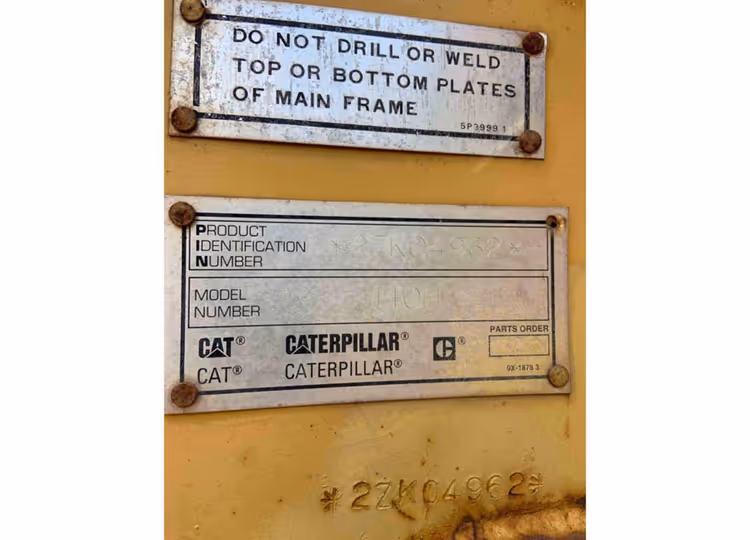 DO NOT DRILL OR WELD
TOP OR BOTTOM PLATES
OF MAIN FRAME
5P3999 1
PRODUCT
IDENTIFICATION
NUMBER
MODEL
NUMBER
CAT® CATERPILLAR® C®
CAT® CATERPILLAR®
PARTS ORDER
9X-1878 3
*2ZK04962*